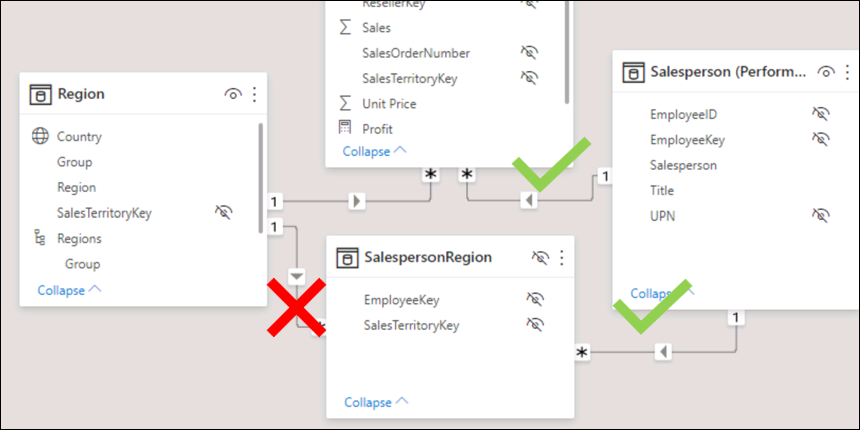 ResellerKey
Sales
SalesOrderNumber
SalesTerritoryKey
Unit Price
Profit
Collapse
Region
Country
Group
Region
SalesTerritoryKey
Regions
Group
Collapse
Salesperson (Perform...
EmployeeID
EmployeeKey
Salesperson
Title
UPN
Collapse
1
*
*
1
1
SalespersonRegion
EmployeeKey
SalesTerritoryKey
Collapse
*
*
1